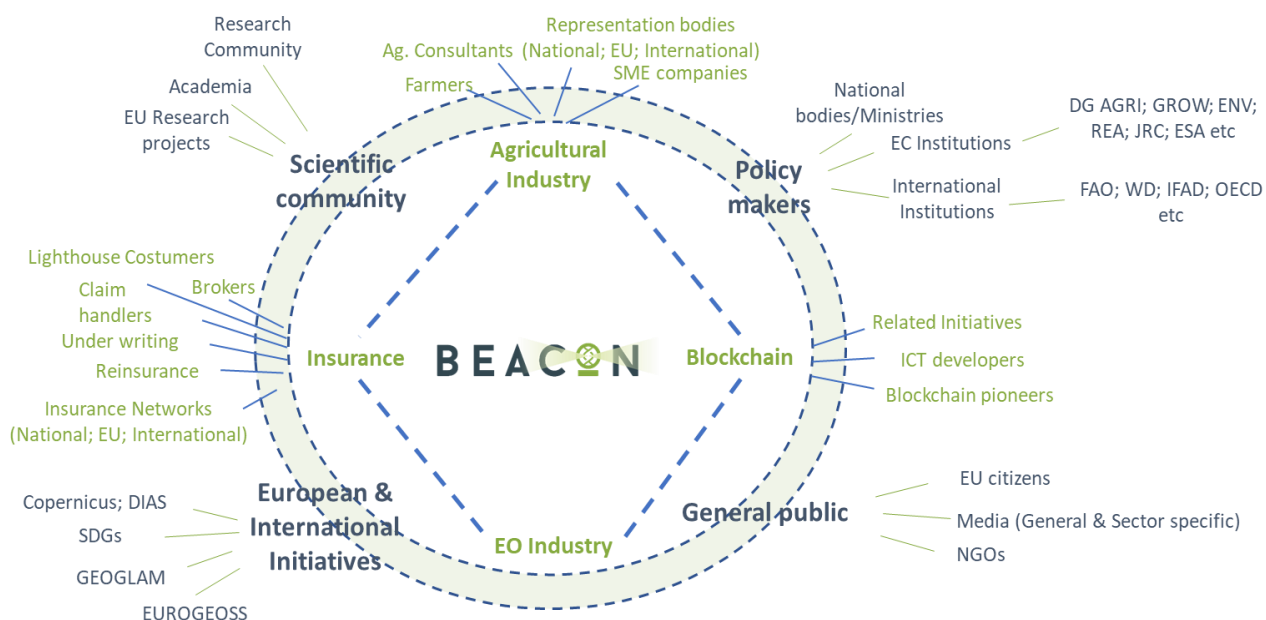 Research
Community
Academia
EU Research
projects
Scientific
community
Ag. Consultants
Farmers
Representation bodies
(National; EU; International)
SME companies
Agricultural
Industry
National
bodies/Ministries
EC Institutions
DG AGRI; GROW; ENV;
REA; JRC; ESA etc
International
Institutions
FAO; WD; IFAD; OECD
etc
Policy
makers
Lighthouse Costumers
Brokers
Claim
handlers
Under writing
Reinsurance
Insurance Networks
(National; EU; International)
Insurance
BEACON
Blockchain
Related Initiatives
ICT developers
Blockchain pioneers
European &
International
Initiatives
Copernicus; DIAS
SDGs
GEOGLAM
EUROGEOSS
EO Industry
General public
EU citizens
Media (General & Sector specific)
NGOs